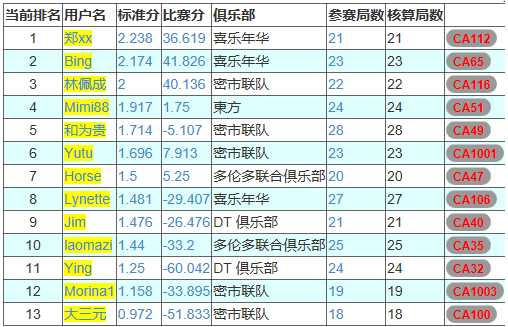 当前排名 用户名 标准分 比赛分 俱乐部 参赛局数 核算局数
1 郑xx 2.238 36.619 喜乐年华 21 21 CA112
2 Bing 2.174 41.826 喜乐年华 23 23 CA65
3 林佩成 2 40.136 密市联队 22 22 CA116
4 Mimi88 1.917 1.75 東方 24 24 CA51
5 和为贵 1.714 -5.107 密市联队 28 28 CA49
6 Yutu 1.696 7.913 密市联队 23 23 CA1001
7 Horse 1.5 5.25 多伦多联合俱乐部 20 20 CA47
8 Lynette 1.481 -29.407 喜乐年华 27 27 CA106
9 Jim 1.476 -26.476 DT 俱乐部 21 21 CA40
10 laomazi 1.44 -33.2 多伦多联合俱乐部 25 25 CA35
11 Ying 1.25 -60.042 DT 俱乐部 24 24 CA32
12 Morina1 1.158 -33.895 密市联队 19 19 CA1003
13 大三元 0.972 -51.833 密市联队 18 18 CA100